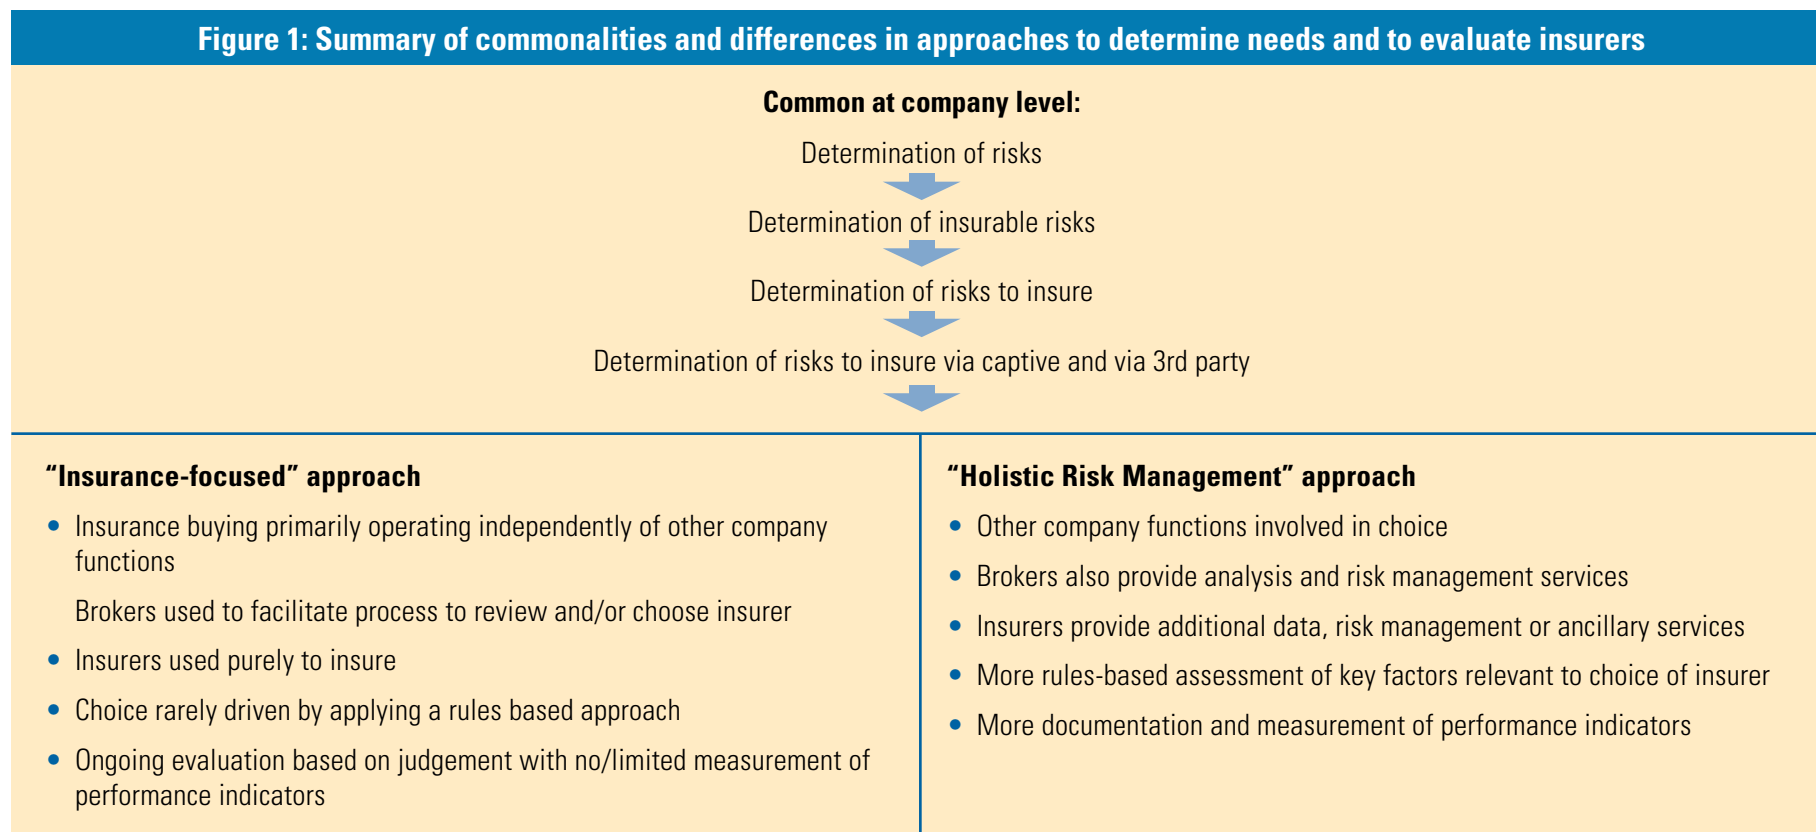 Figure 1: Summary of commonalities and differences in approaches to determine needs and to evaluate insurers
Common at company level:
Determination of risks
Determination of insurable risks
Determination of risks to insure
Determination of risks to insure via captive and via 3rd party
“Insurance-focused” approach
• Insurance buying primarily operating independently of other company
functions
Brokers used to facilitate process to review and/or choose insurer
• Insurers used purely to insure
• Choice rarely driven by applying a rules based approach
• Ongoing evaluation based on judgement with no/limited measurement of
performance indicators
“Holistic Risk Management” approach
• Other company functions involved in choice
• Brokers also provide analysis and risk management services
• Insurers provide additional data, risk management or ancillary services
• More rules-based assessment of key factors relevant to choice of insurer
• More documentation and measurement of performance indicators